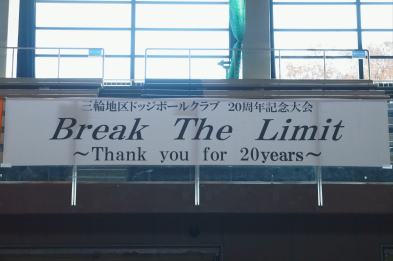 三輪地区ドッジボールクラブ 20周年記念大会
Break The Limit
～Thank you for 20years～